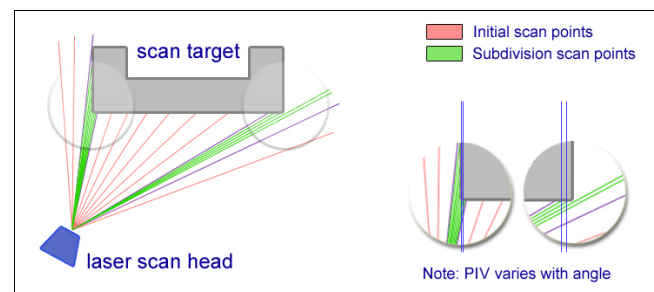 scan target
Initial scan points
Subdivision scan points
laser scan head
Note: PIV varies with angle